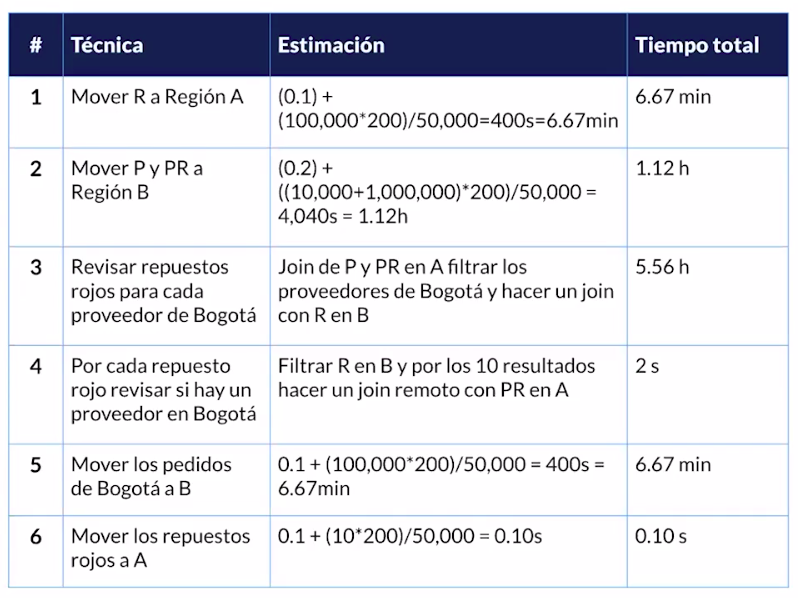 # Técnica Estimación Tiempo total
1 Mover R a Región A (0.1) + 6.67 min
(100,000*200)/50,000=400s=6.67min
2 Mover P y PR a (0.2) + 1.12 h
Región B ((10,000+1,000,000)*200)/50,000 =
4,040s = 1.12h
3 Revisar repuestos Join de P y PR en A filtrar los 5.56 h
rojos para cada proveedores de Bogotá y hacer un join
proveedor de Bogotá con R en B
4 Por cada repuesto Filtrar R en B y por los 10 resultados 2 s
rojo revisar si hay un hacer un join remoto con PR en A
proveedor en Bogotá
5 Mover los pedidos 0.1 + (100,000*200)/50,000 = 400s = 6.67 min
de Bogotá a B 6.67min
6 Mover los repuestos 0.1 + (10*200)/50,000 = 0.10s 0.10 s
rojos a A